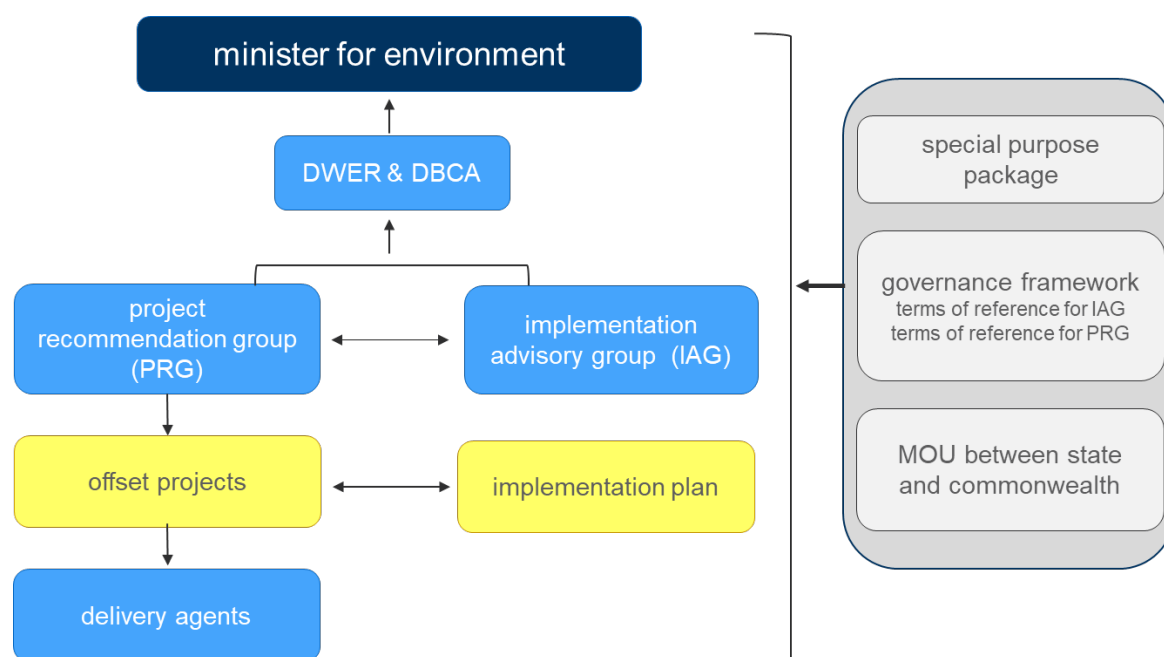 minister for environment
DWER & DBCA
project
recommendation group
(PRG)
implementation
advisory group (IAG)
offset projects
implementation plan
delivery agents
special purpose
package
governance framework
terms of reference for IAG
terms of reference for PRG
MOU between state
and commonwealth